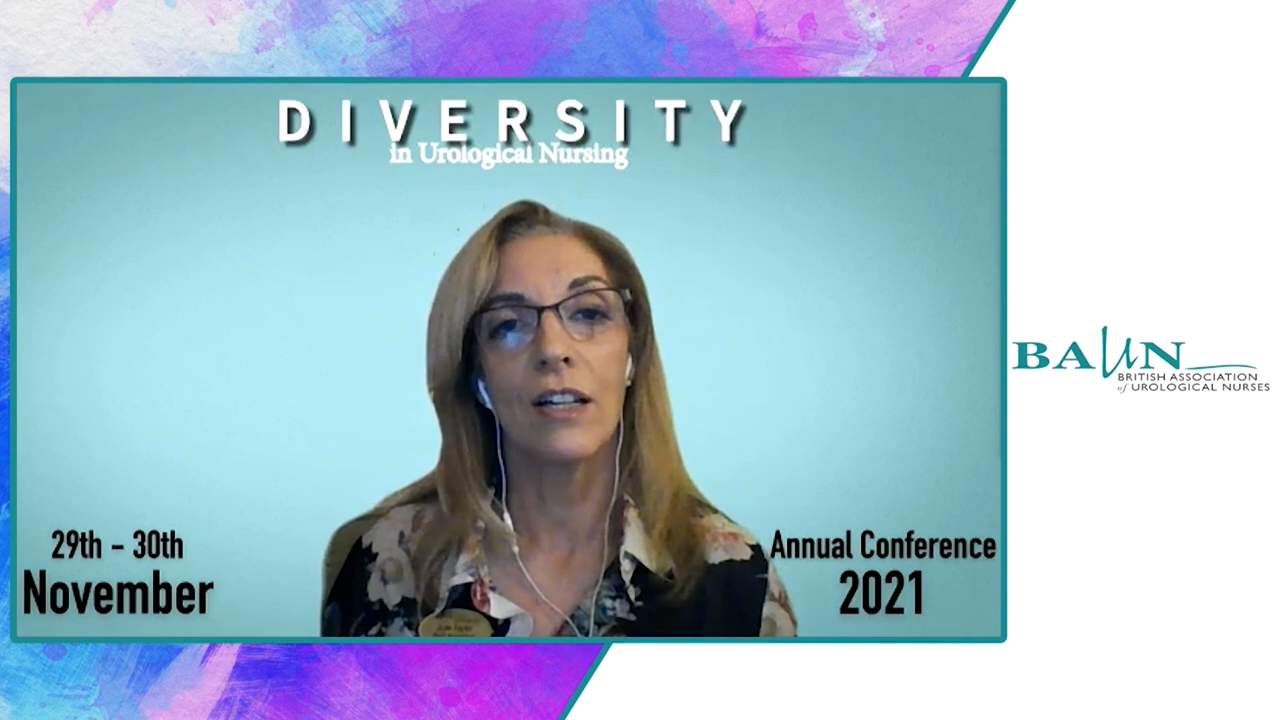 DIVERSITY
in Urological Nursing
29th – 30th
November
Annual Conference
2021
BAUN
BRITISH ASSOCIATION
of UROLOGICAL NURSES